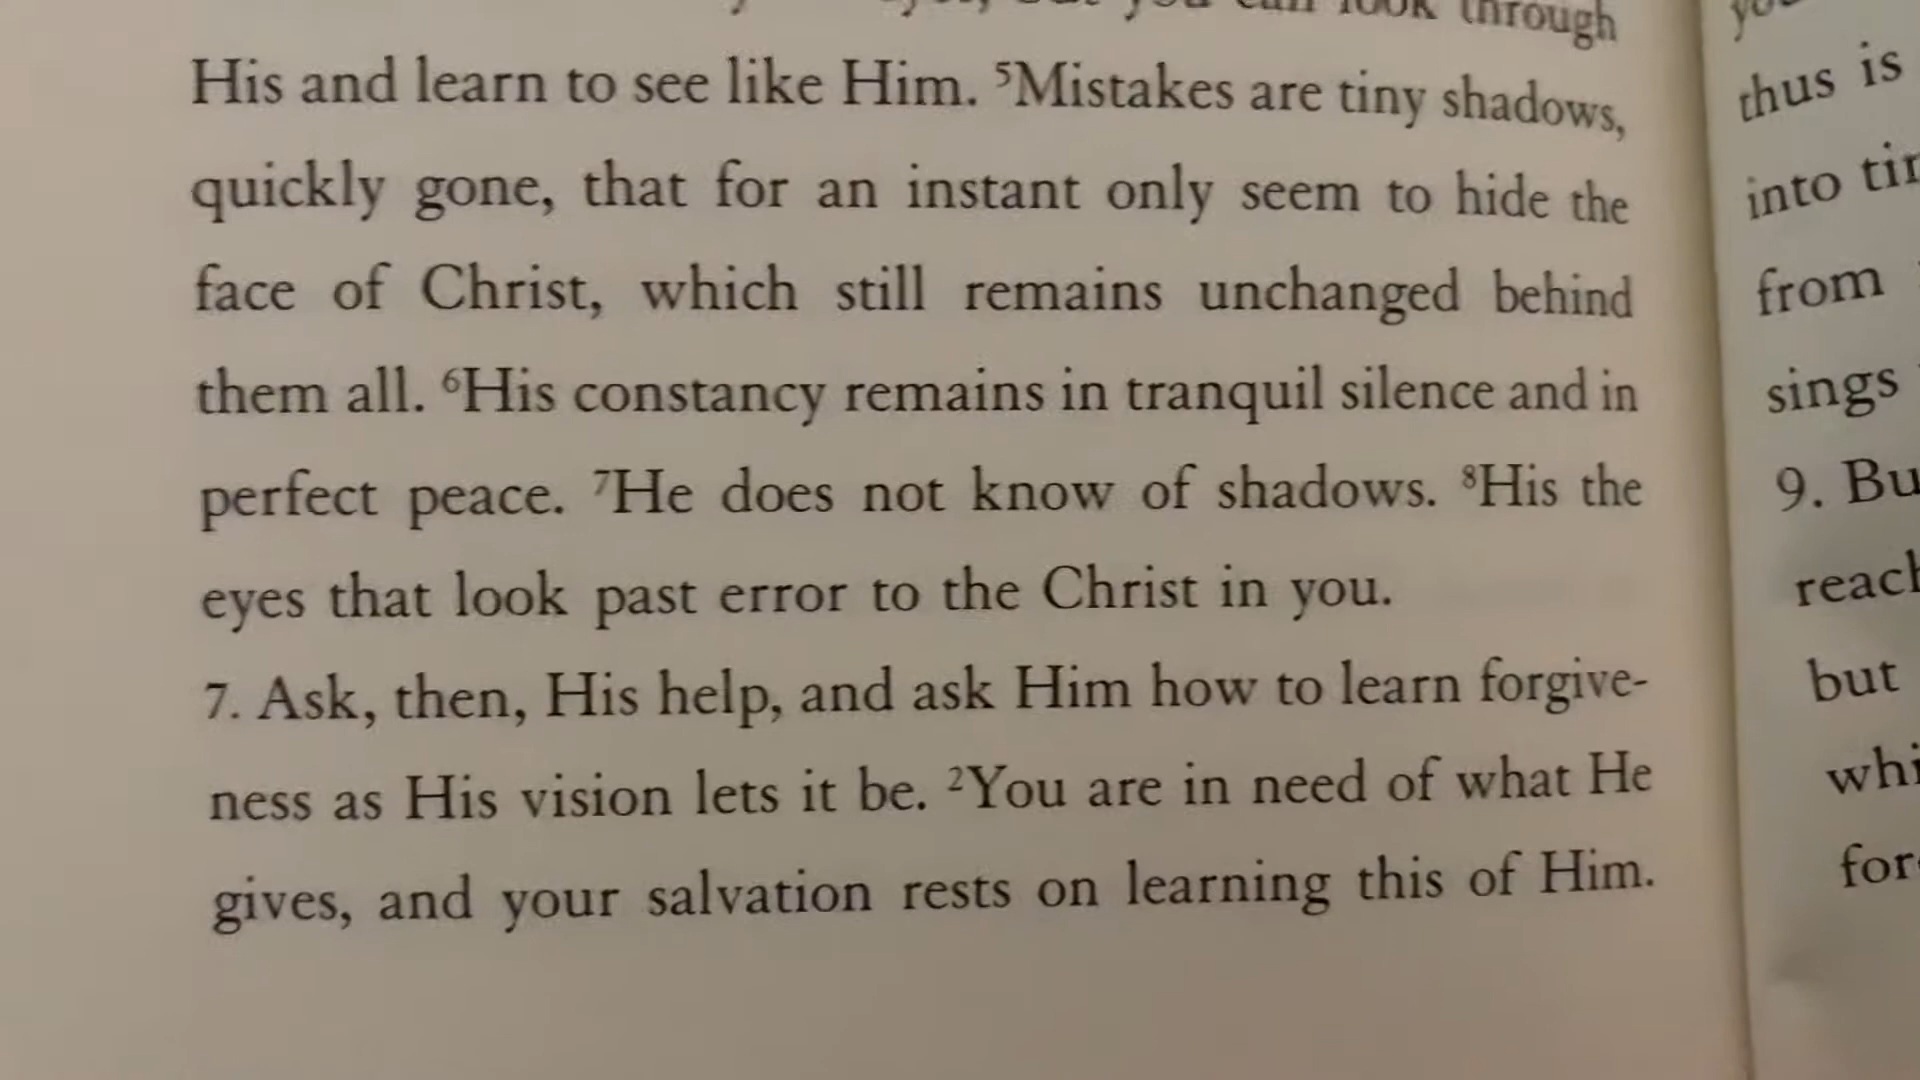 look through
His and learn to see like Him. ⁵Mistakes are tiny shadows,
quickly gone, that for an instant only seem to hide the
face of Christ, which still remains unchanged behind
them all. ⁶His constancy remains in tranquil silence and in
perfect peace. ⁷He does not know of shadows. ⁸His the
eyes that look past error to the Christ in you.
7. Ask, then, His help, and ask Him how to learn forgive-
ness as His vision lets it be. ²You are in need of what He
gives, and your salvation rests on learning this of Him.
thus is
into
from
sings
9.
but